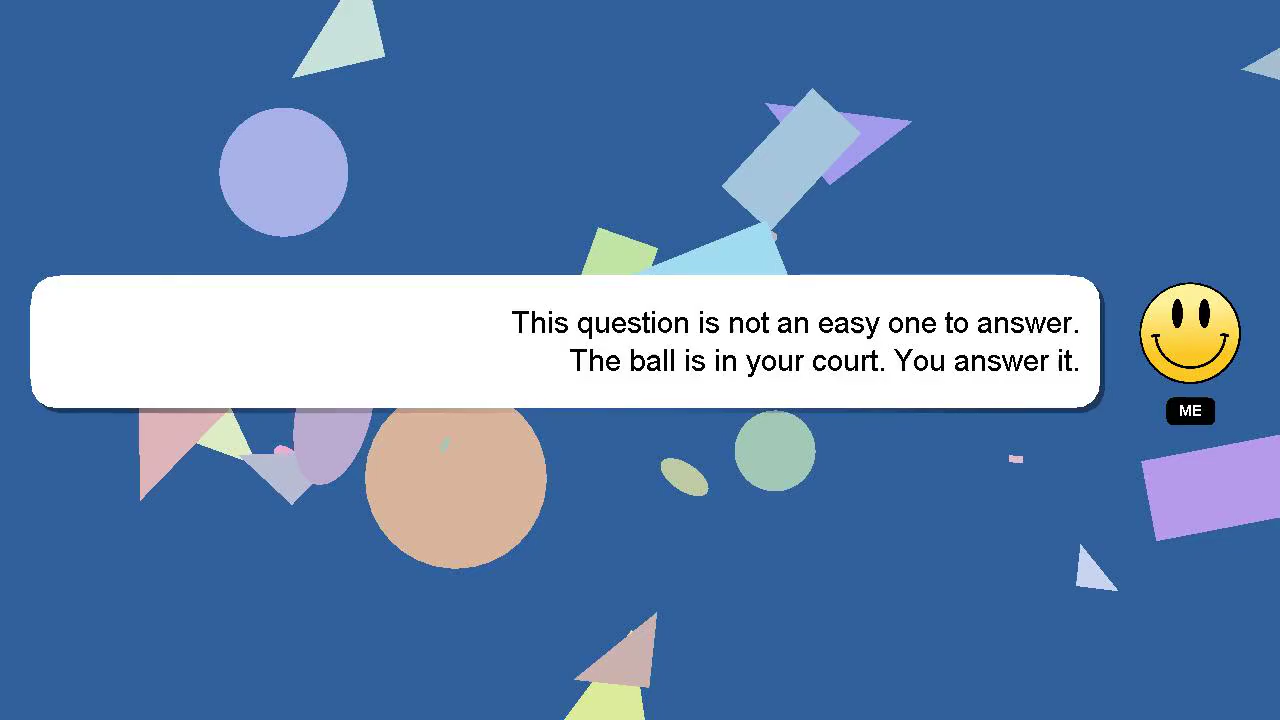 This question is not an easy one to answer.
The ball is in your court. You answer it.
ME